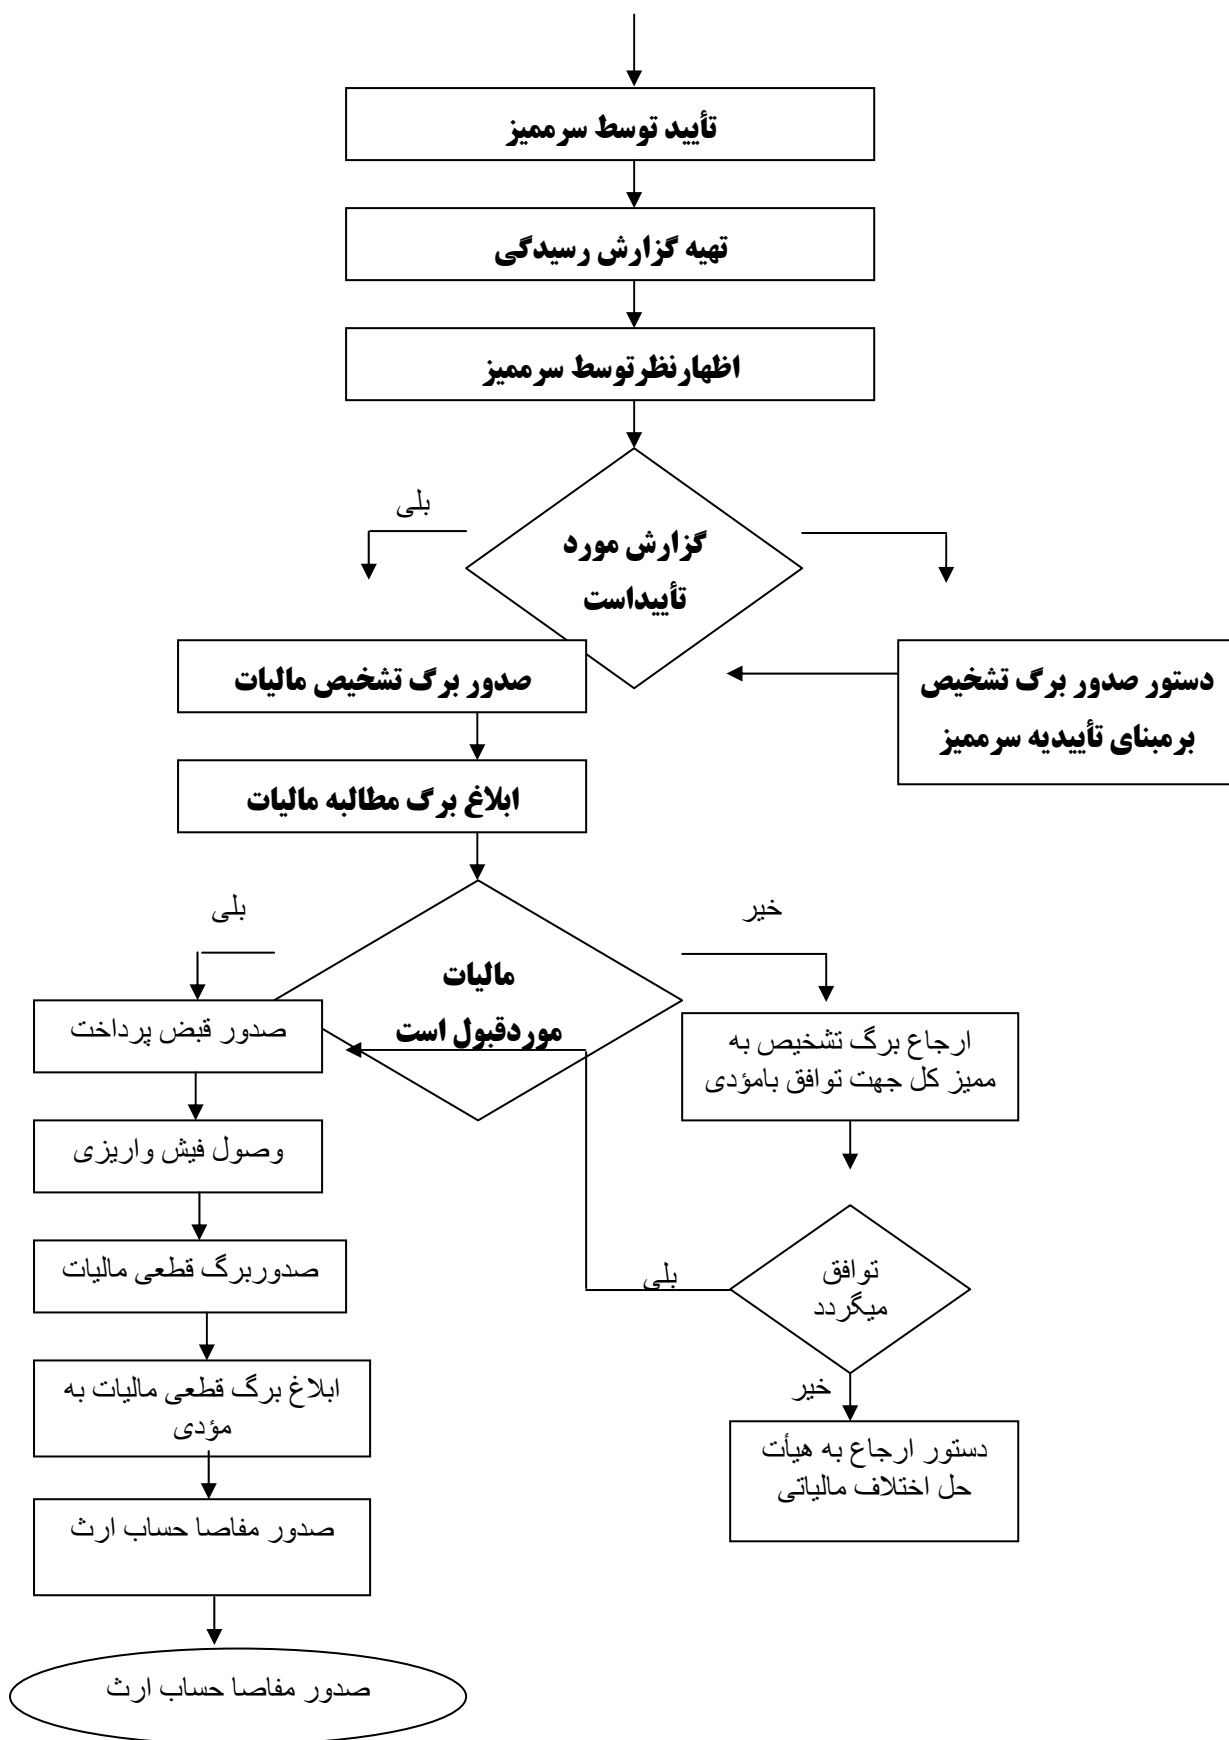 تأیید توسط سرممیز
تهیه گزارش رسیدگی
اظهارنظرتوسط سرممیز
بلی
گزارش مورد
تأییداست
صدور برگ تشخیص مالیات
دستور صدور برگ تشخیص
برمبنای تأییدیه سرممیز
ابلاغ برگ مطالبه مالیات
خیر
بلی
مالیات
موردقبول است
صدور قبض پرداخت
ارجاع برگ تشخیص به
ممیز کل جهت توافق بامؤدی
وصول فیش واریزی
صدوربرگ قطعی مالیات
توافق
میگردد
بلی
ابلاغ برگ قطعی مالیات به
مؤدی
خیر
دستور ارجاع به هیأت
حل اختلاف مالیاتی
صدور مفاصا حساب ارث
صدور مفاصا حساب ارث